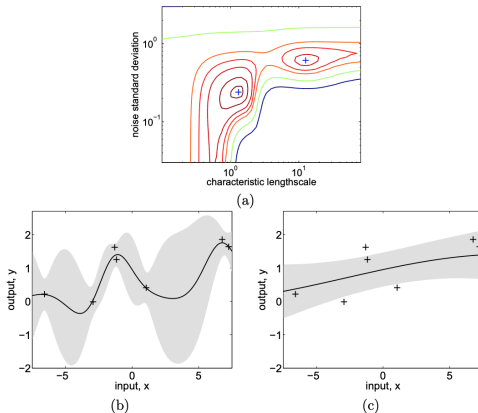 noise standard deviation
10⁰
10⁻¹
10⁰
10¹
characteristic lengthscale
(a)
output, y
2
1
0
−1
−2
−5
0
5
input, x
(b)
output, y
2
1
0
−1
−2
−5
0
5
input, x
(c)